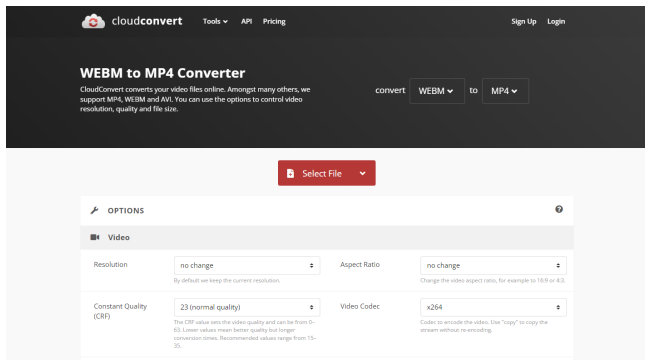 cloudconvert Tools API Pricing Sign Up Login
WEBM to MP4 Converter
CloudConvert converts your video files online. Amongst many others, we
support MP4, WEBM and AVI. You can use the options to control video
resolution, quality and file size.
convert WEBM to MP4
Select File
OPTIONS
Video
Resolution no change
By default we keep the current resolution.
Aspect Ratio no change
Change the video aspect ratio, for example to 16:9 or 4:3.
Constant Quality
(CRF)
23 (normal quality)
The CRF value sets the video quality and can be from 0–
63. Lower values mean better quality but longer
conversion times. Recommended values range from 15–
35.
Video Codec x264
Codec to encode the video. Use "copy" to copy the
stream without re-encoding.